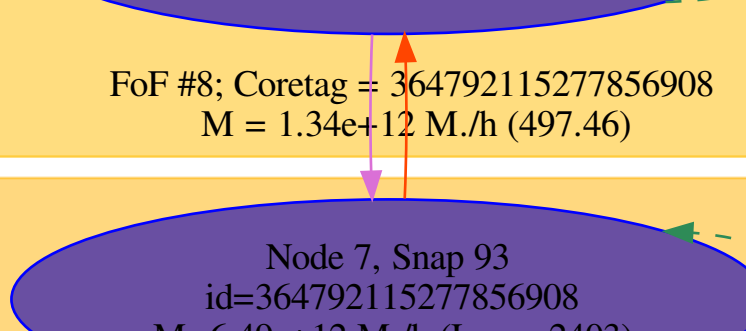 FoF #8; Coretag = 364792115277856908
M = 1.34e+12 M./h (497.46)
Node 7, Snap 93
id=364792115277856908